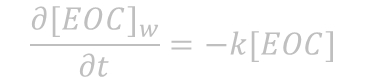 ∂[EOC]_w / ∂t = −k[EOC]